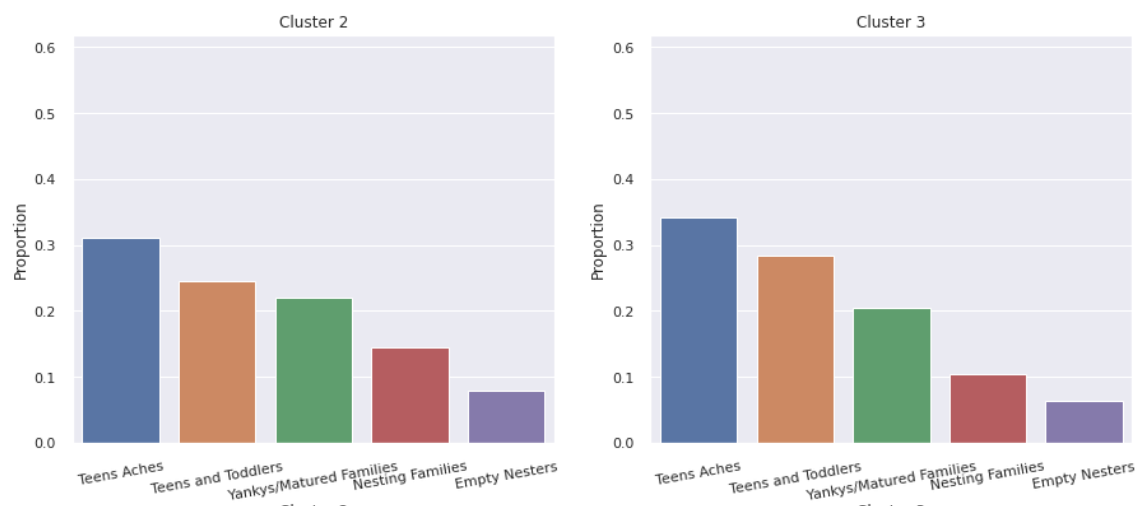 Cluster 2
0.6
0.5
0.4
0.3
0.2
0.1
0.0
Proportion
Teens Aches
Teens and Toddlers
Yankys/Matured Families
Nesting Families
Empty Nesters
Cluster 3
0.6
0.5
0.4
0.3
0.2
0.1
0.0
Proportion
Teens Aches
Teens and Toddlers
Yankys/Matured Families
Nesting Families
Empty Nesters